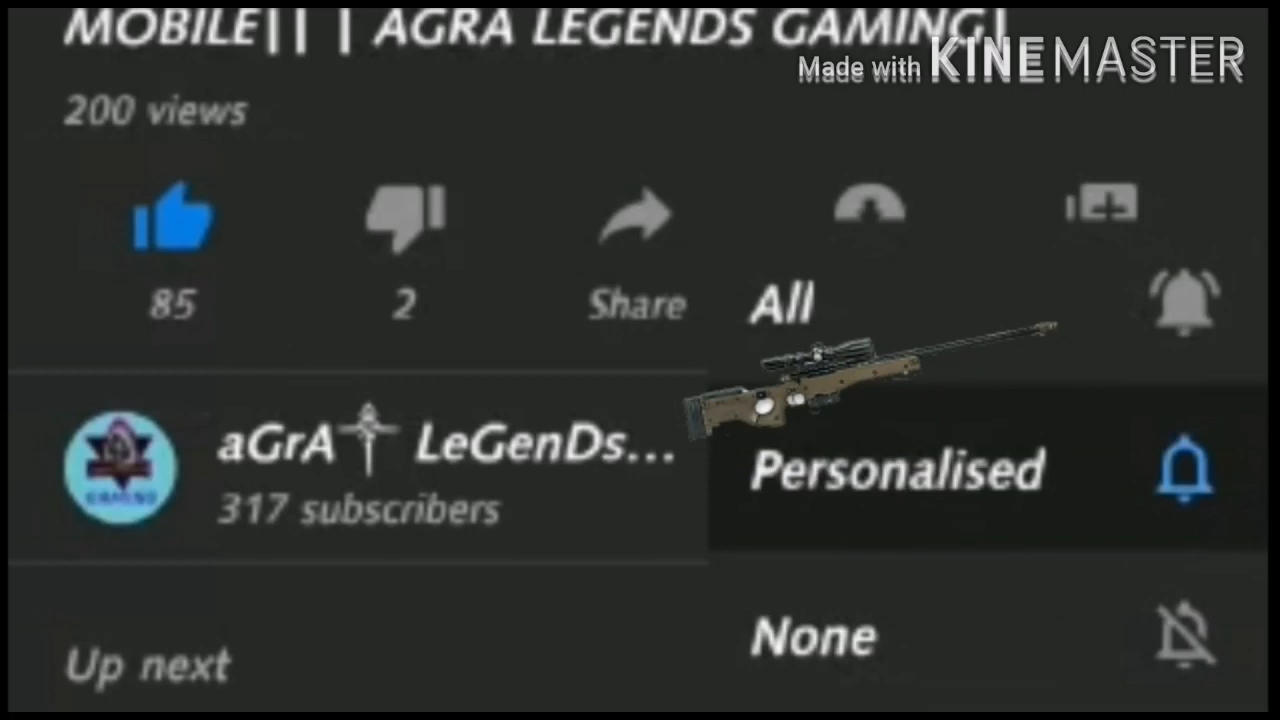 MOBILE|| | AGRA LEGENDS GAMING|
Made with KINEMASTER
200 views
85
2
Share
All
aGrA LeGenDs...
317 subscribers
Personalised
None
Up next